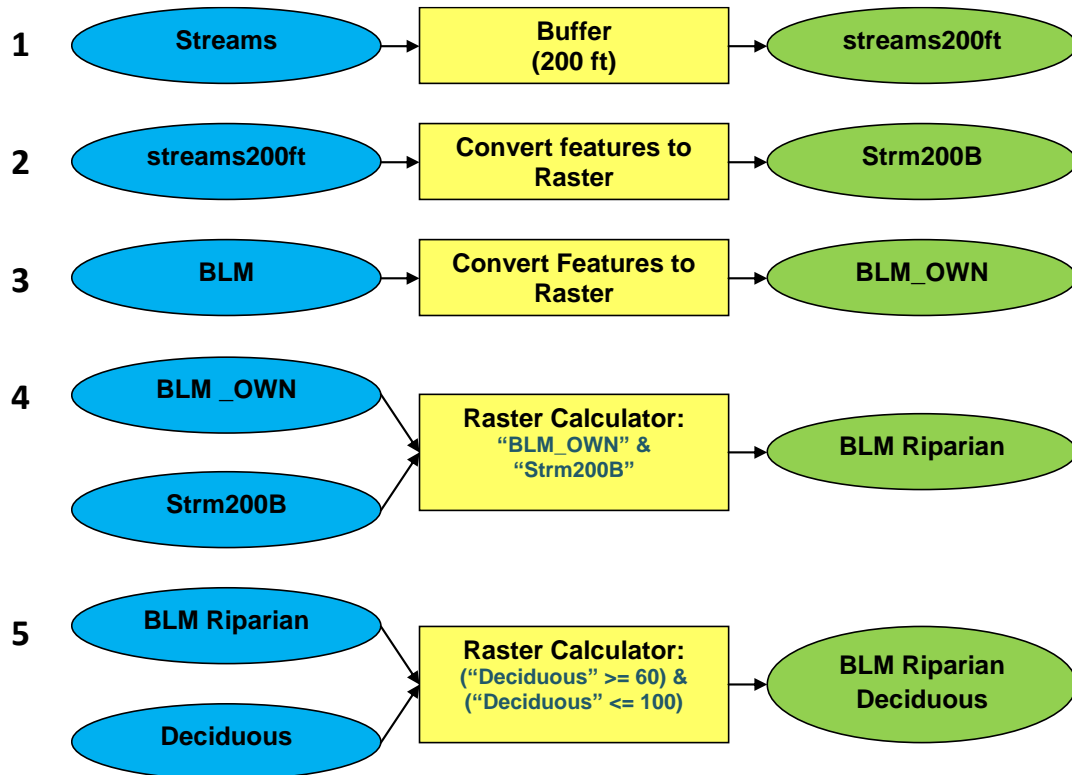 1
Streams
Buffer
(200 ft)
streams200ft
2
streams200ft
Convert features to
Raster
Strm200B
3
BLM
Convert Features to
Raster
BLM_OWN
4
BLM _OWN
Strm200B
Raster Calculator:
“BLM_OWN” &
“Strm200B”
BLM Riparian
5
BLM Riparian
Deciduous
Raster Calculator:
(“Deciduous” >= 60) &
(“Deciduous” <= 100)
BLM Riparian
Deciduous